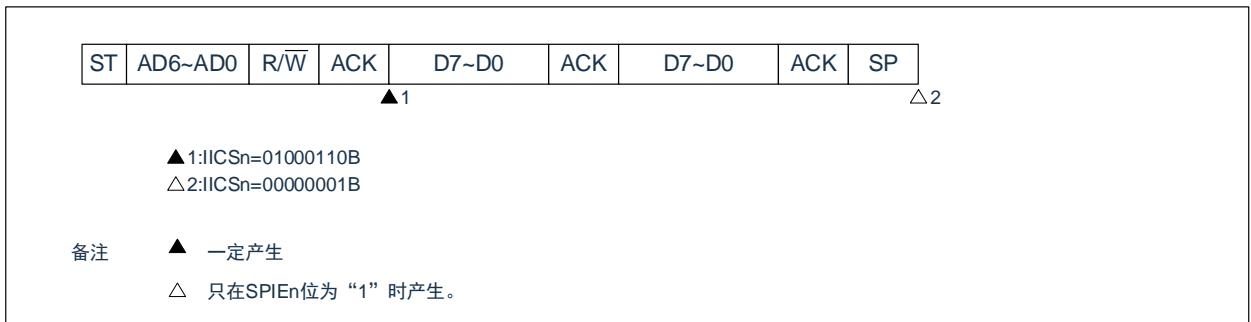 ST AD6~AD0 R/W̅ ACK D7~D0 ACK D7~D0 ACK SP
▲1 △2
▲1:IICSn=01000110B
△2:IICSn=00000001B
备注 ▲ 一定产生
△ 只在SPIEn位为“1”时产生。